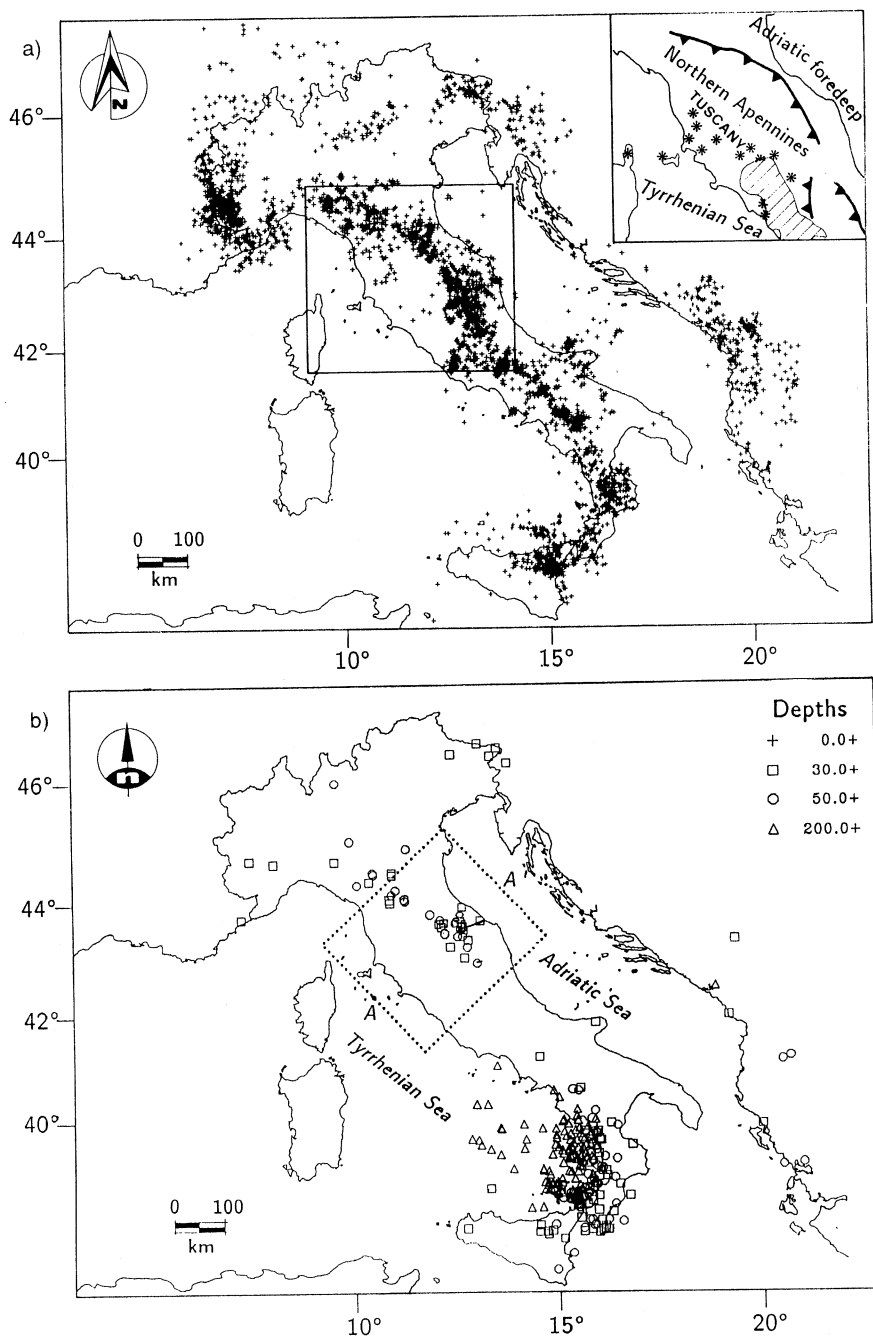 a)
N
46°
44°
42°
40°
0 100
km
10° 15° 20°
Adriatic foredeep
Northern Apennines
TUSCANY
Tyrrhenian Sea
b)
n
Depths
0.0+
30.0+
50.0+
200.0+
46°
44°
42°
40°
A
Adriatic Sea
A
Tyrrhenian Sea
0 100
km
10° 15° 20°